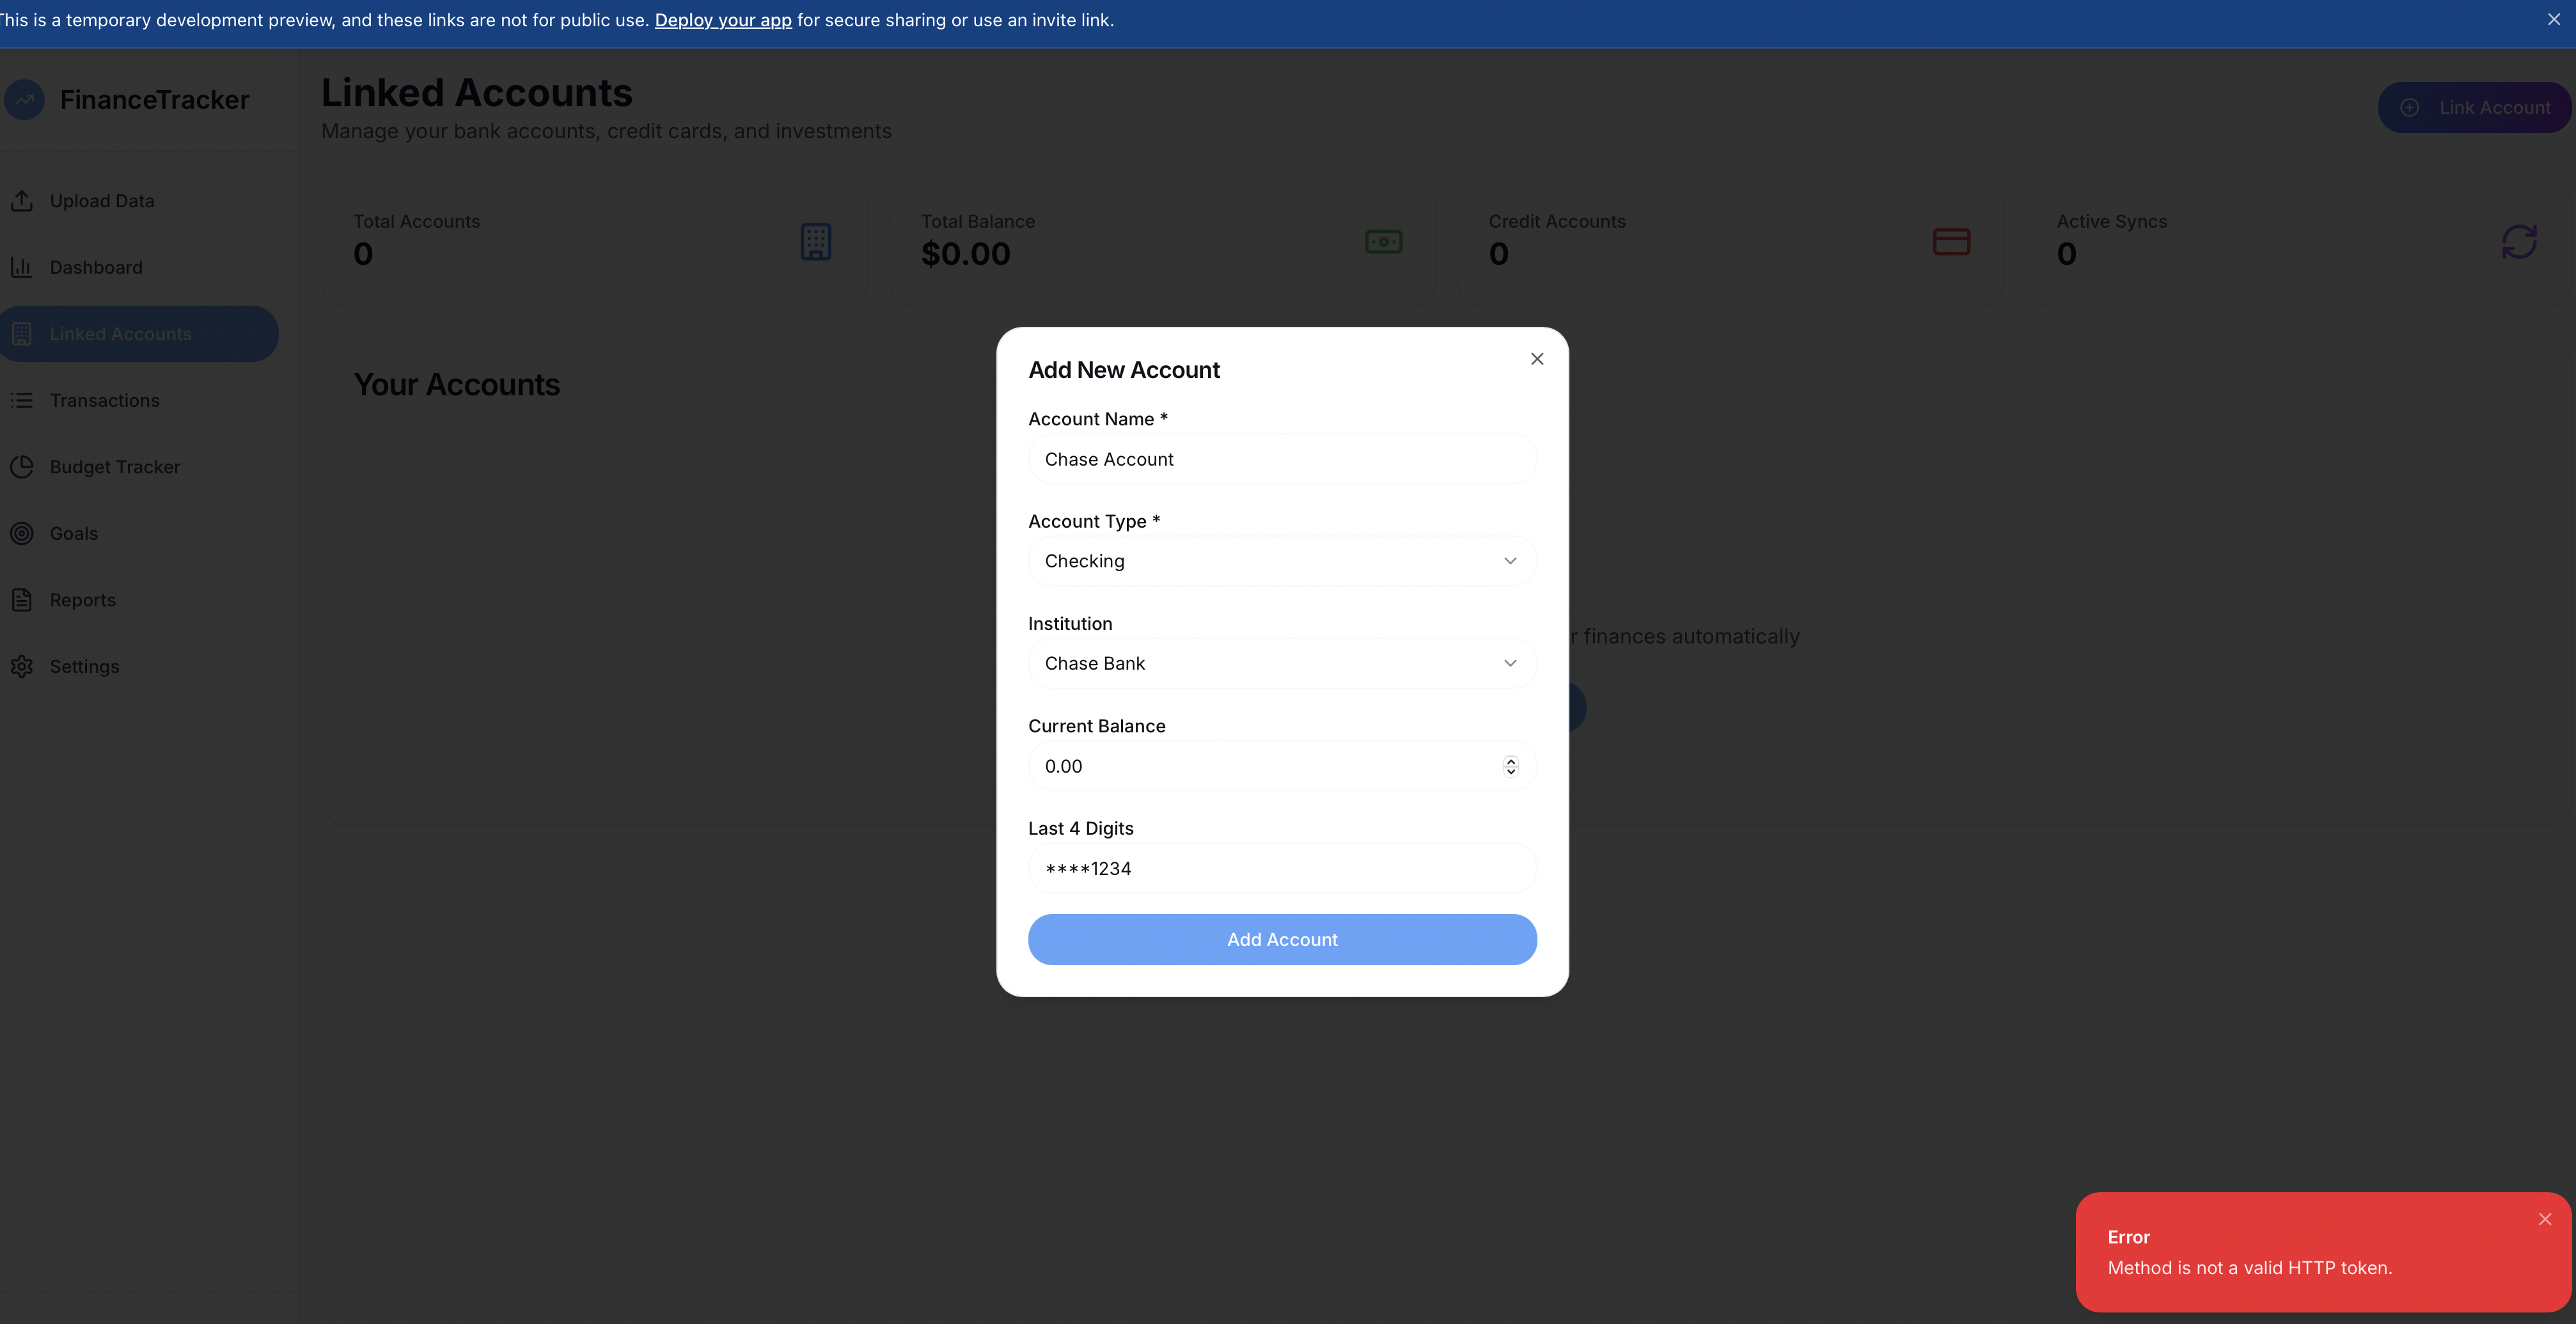 This is a temporary development preview, and these links are not for public use. Deploy your app for secure sharing or use an invite link.
FinanceTracker
Upload Data
Dashboard
Linked Accounts
Transactions
Budget Tracker
Goals
Reports
Settings
Linked Accounts
Manage your bank accounts, credit cards, and investments
Link Account
Total Accounts
0
Total Balance
$0.00
Credit Accounts
0
Active Syncs
0
Your Accounts
finances automatically
Add New Account
Account Name *
Chase Account
Account Type *
Checking
Institution
Chase Bank
Current Balance
0.00
Last 4 Digits
****1234
Add Account
Error
Method is not a valid HTTP token.